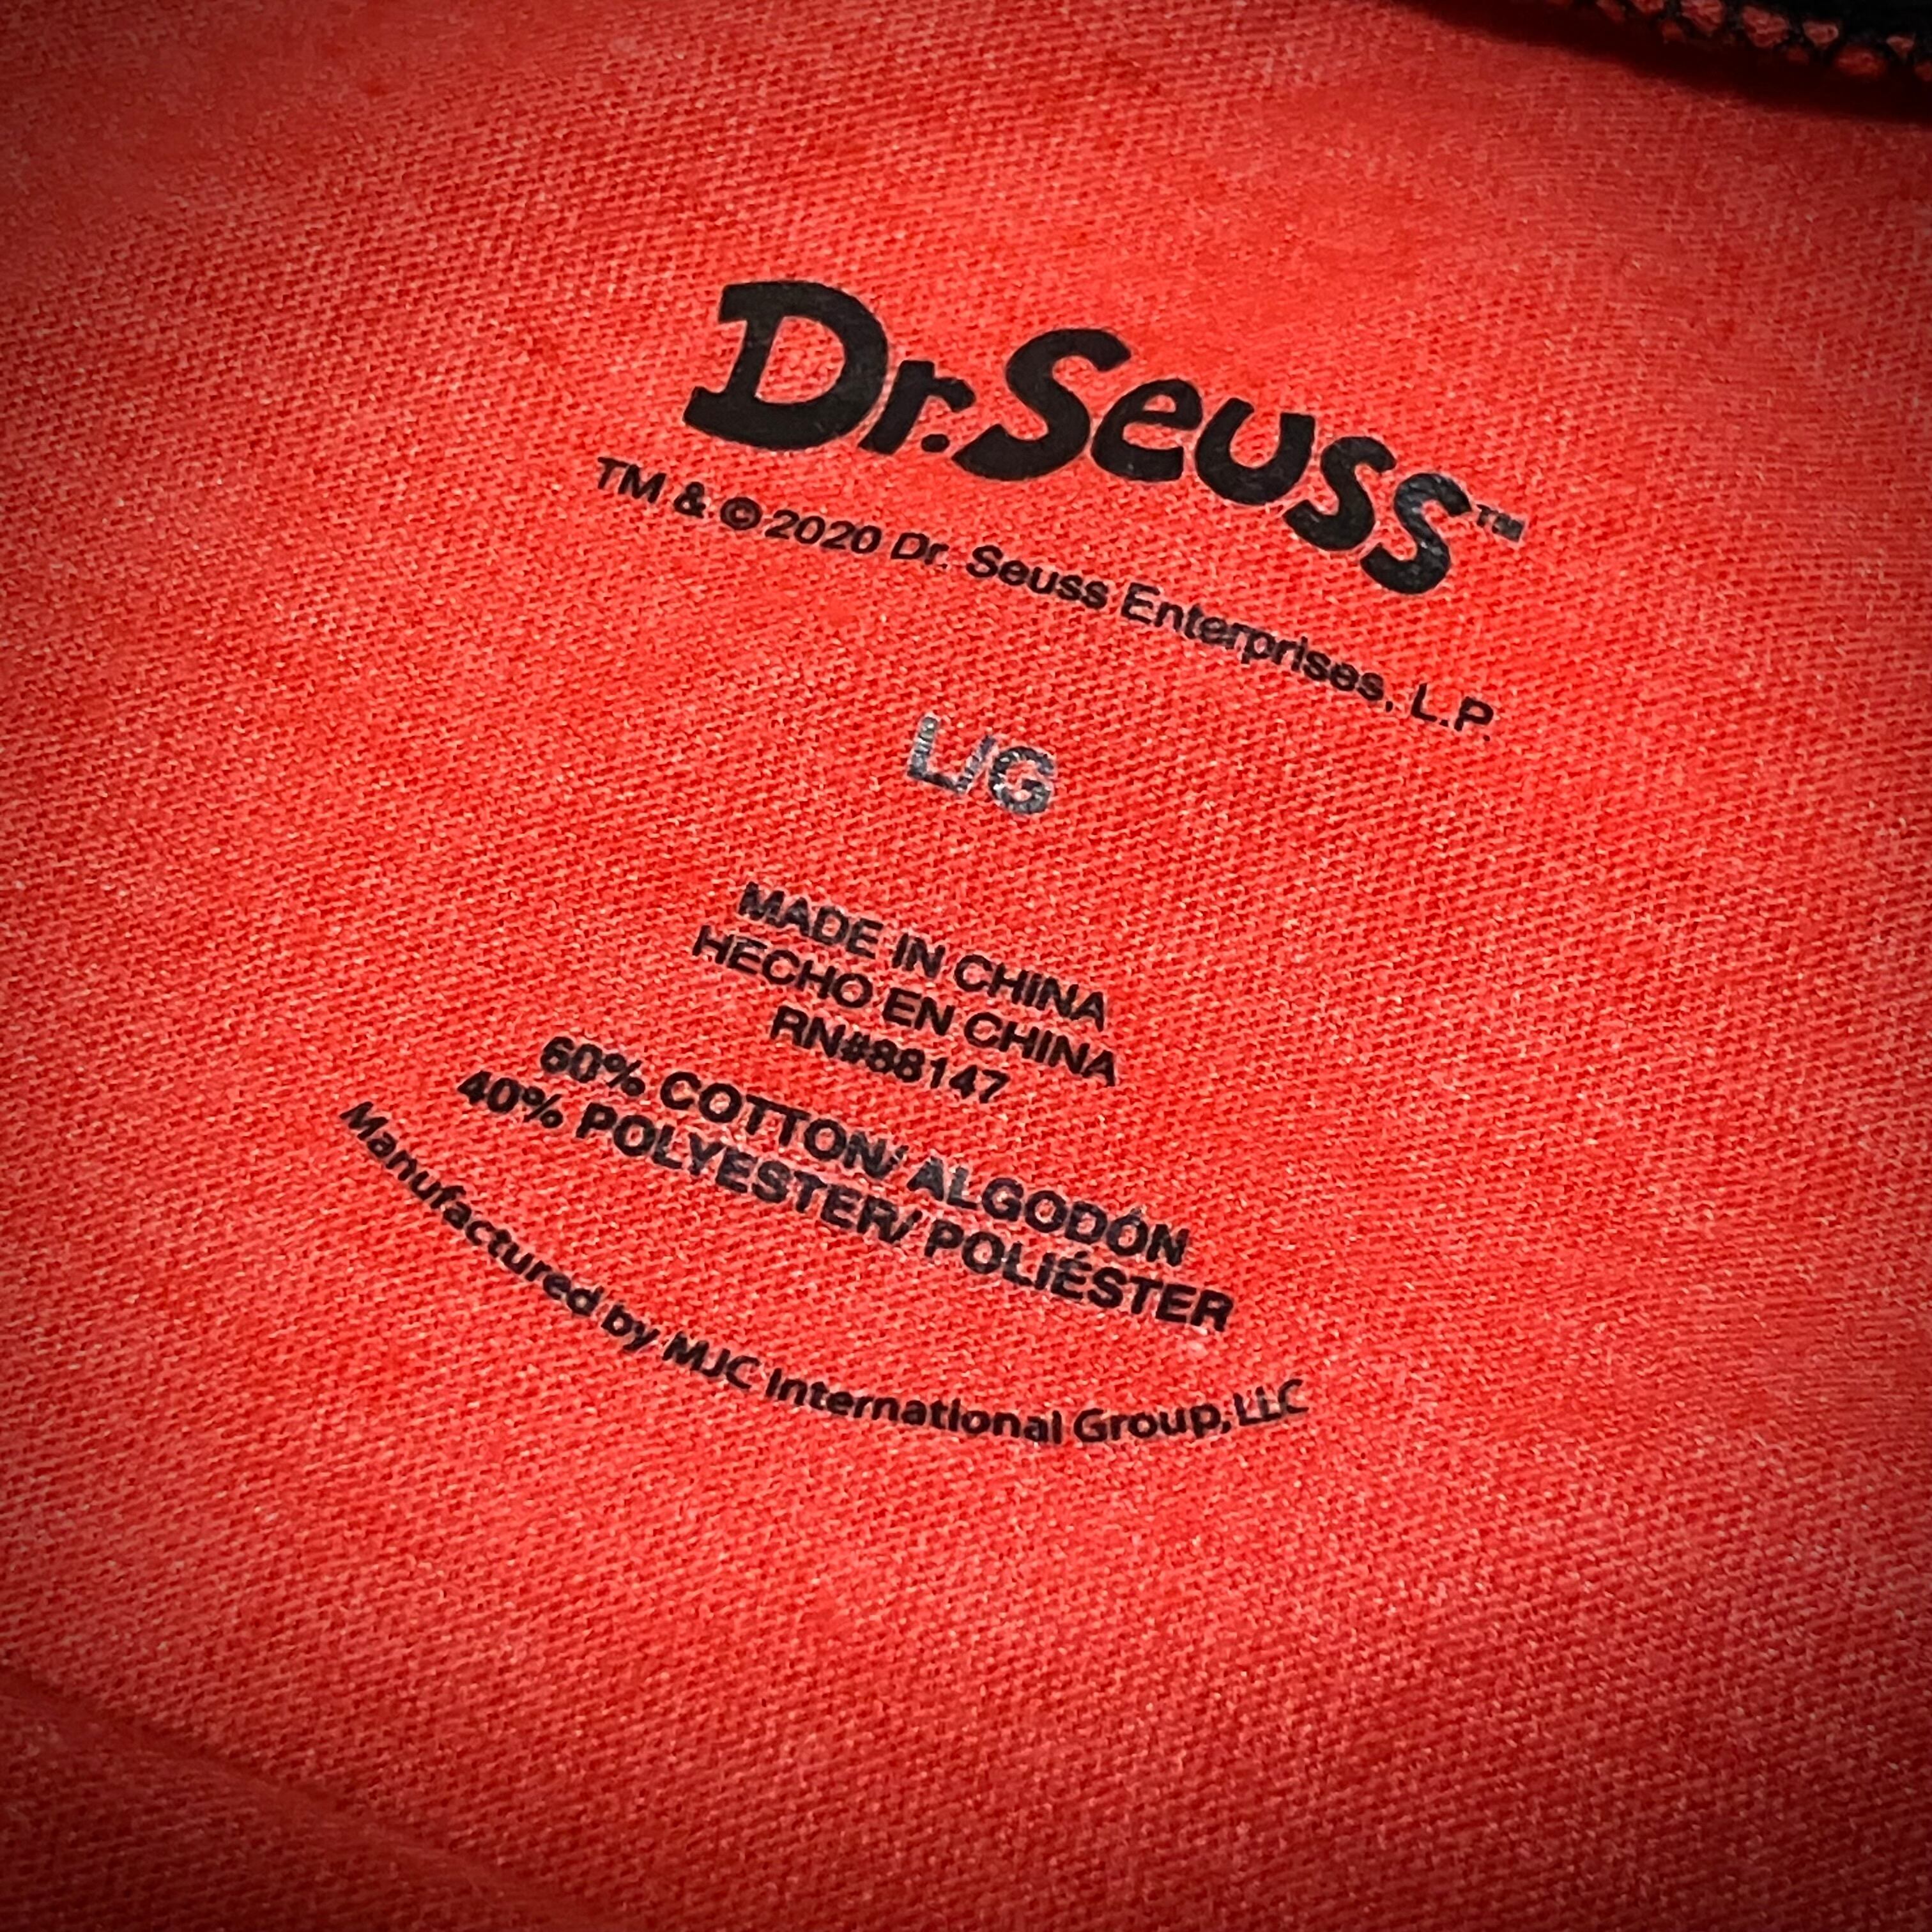 Dr. Seuss™
TM & © 2020 Dr. Seuss Enterprises, L.P.
L/G
MADE IN CHINA
HECHO EN CHINA
RN#88147
60% COTTON/ ALGODÓN
40% POLYESTER/ POLIÉSTER
Manufactured by MJC International Group, LLC